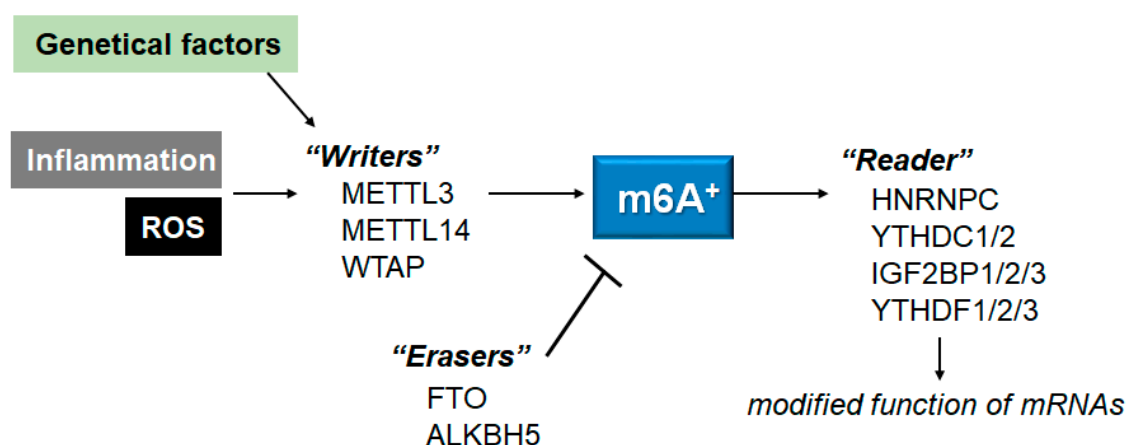 Genetical factors
Inflammation
ROS
“Writers”
METTL3
METTL14
WTAP
m6A⁺
“Reader”
HNRNPC
YTHDC1/2
IGF2BP1/2/3
YTHDF1/2/3
“Erasers”
FTO
ALKBH5
modified function of mRNAs